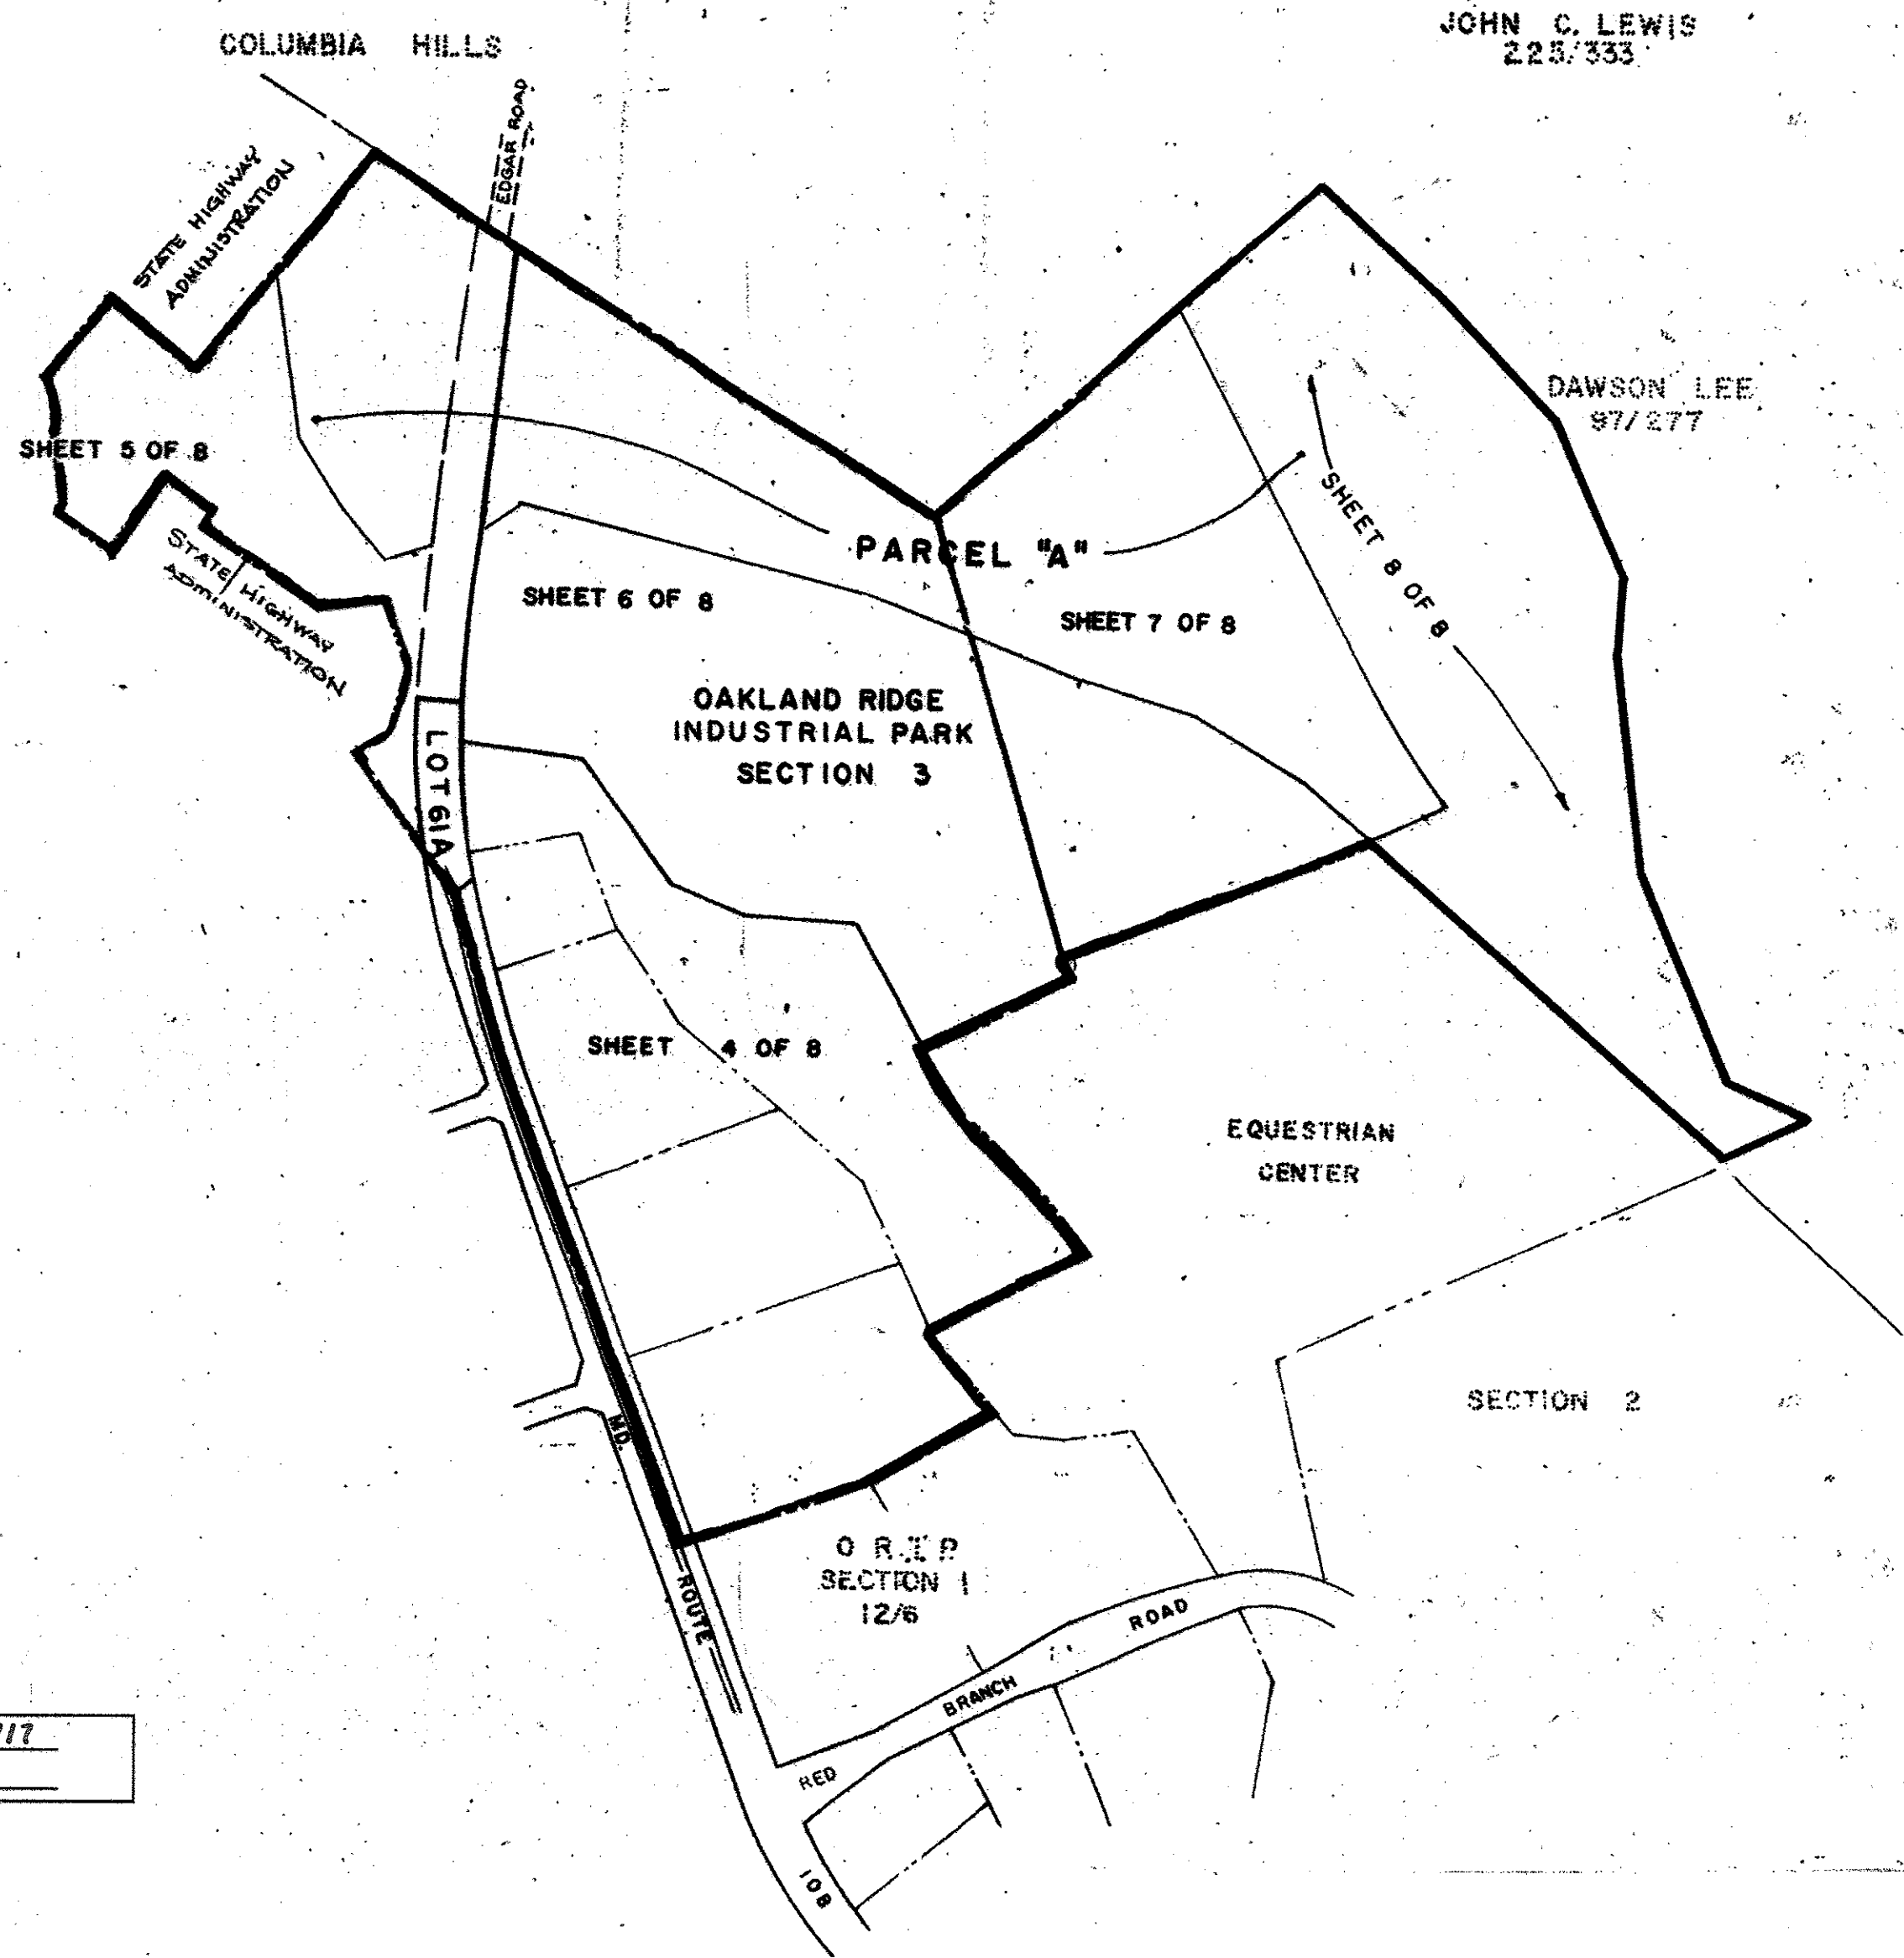 COLUMBIA HILLS
JOHN C. LEWIS
225/333
EDGAR ROAD
STATE HIGHWAY
ADMINISTRATION
DAWSON LEE
97/277
SHEET 5 OF 8
SHEET 8 OF 8
PARCEL "A"
STATE HIGHWAY
ADMINISTRATION
SHEET 6 OF 8
SHEET 7 OF 8
OAKLAND RIDGE
INDUSTRIAL PARK
SECTION 3
LOT 61A
SHEET 4 OF 8
EQUESTRIAN
CENTER
SECTION 2
MD.
ROUTE
108
O R I P
SECTION 1
12/6
RED BRANCH ROAD